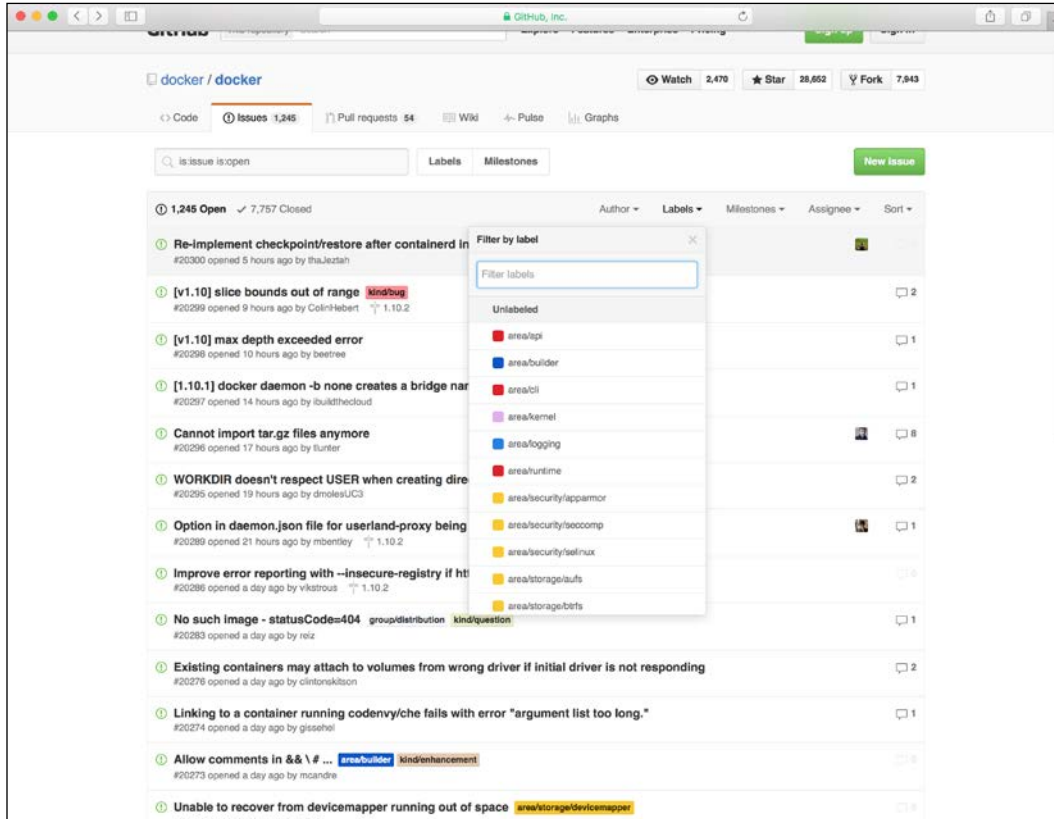 GitHub, Inc.
docker / docker
Watch 2,470 Star 28,652 Fork 7,943
Code Issues 1,245 Pull requests 54 Wiki Pulse Graphs
is:issue is:open Labels Milestones New issue
1,245 Open 7,757 Closed Author Labels Milestones Assignee Sort
Filter by label
Filter labels
Unlabeled
area/api
area/builder
area/cli
area/kernel
area/logging
area/runtime
area/security/apparmor
area/security/seccomp
area/security/selinux
area/storage/aufs
area/storage/btrfs
Re-implement checkpoint/restore after containerd in
#20300 opened 5 hours ago by thaJeztah
[v1.10] slice bounds out of range kind/bug 2
#20299 opened 9 hours ago by ColinHebert 1.10.2
[v1.10] max depth exceeded error 1
#20298 opened 10 hours ago by beetree
[1.10.1] docker daemon -b none creates a bridge nar 1
#20297 opened 14 hours ago by ibuildthecloud
Cannot import tar.gz files anymore 8
#20296 opened 17 hours ago by tlunter
WORKDIR doesn't respect USER when creating dire 2
#20295 opened 19 hours ago by dmolesUC3
Option in daemon.json file for userland-proxy being 1
#20289 opened 21 hours ago by mbentley 1.10.2
Improve error reporting with --insecure-registry if htt
#20286 opened a day ago by vikstrous 1.10.2
No such image - statusCode=404 group/distribution kind/question 1
#20283 opened a day ago by reiz
Existing containers may attach to volumes from wrong driver if initial driver is not responding 2
#20276 opened a day ago by clintonskitson
Linking to a container running codenvy/che fails with error "argument list too long." 1
#20274 opened a day ago by gissehel
Allow comments in && \ # ... area/builder kind/enhancement
#20273 opened a day ago by mcandre
Unable to recover from devicemapper running out of space area/storage/devicemapper